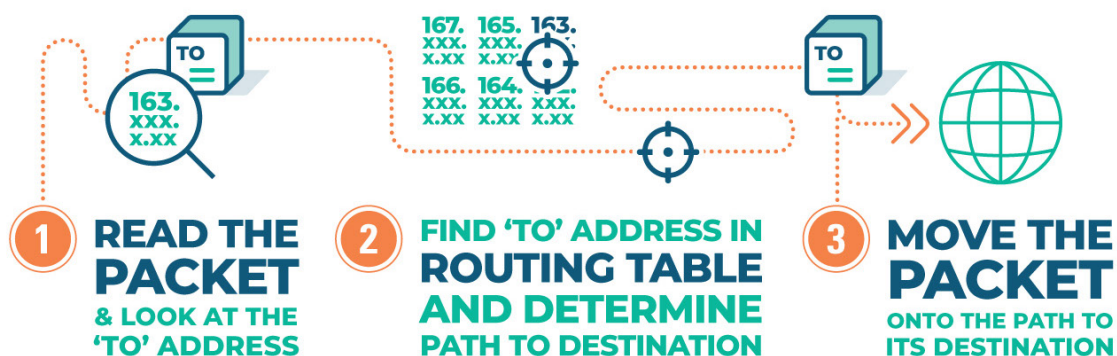 TO
163.
XXX.
X.XX
167. 165. 163.
XXX. XXX.
X.XX X.XX
166. 164.
XXX. XXX. XXX.
X.XX X.XX X.XX
TO
1
READ THE
PACKET
& LOOK AT THE
'TO' ADDRESS
2
FIND ‘TO’ ADDRESS IN
ROUTING TABLE
AND DETERMINE
PATH TO DESTINATION
3
MOVE THE
PACKET
ONTO THE PATH TO
ITS DESTINATION